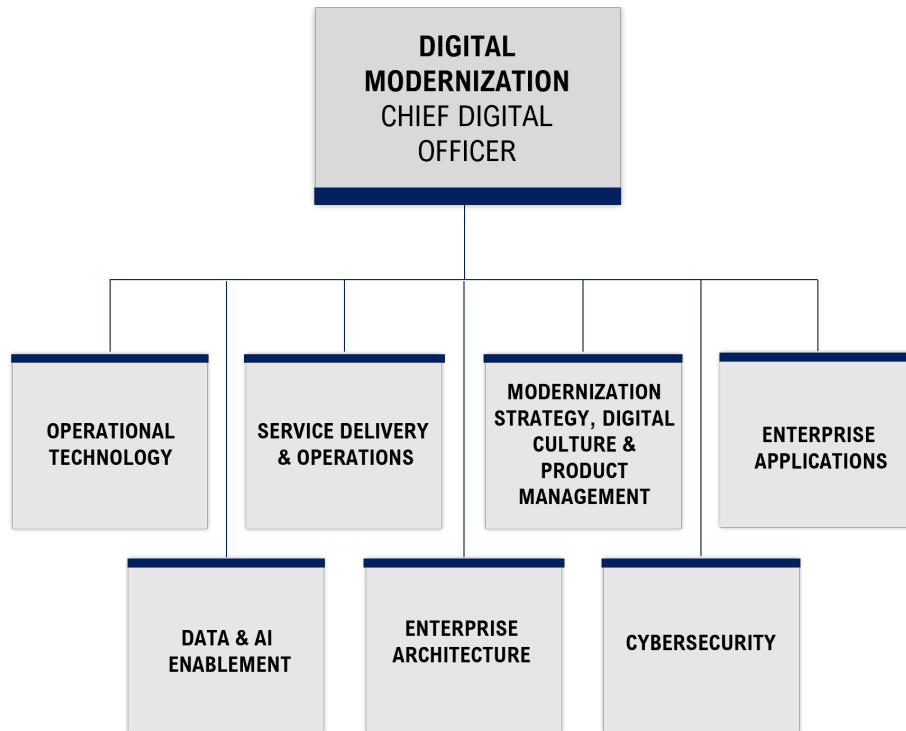 DIGITAL
MODERNIZATION
CHIEF DIGITAL
OFFICER
OPERATIONAL
TECHNOLOGY
SERVICE DELIVERY
& OPERATIONS
MODERNIZATION
STRATEGY, DIGITAL
CULTURE &
PRODUCT
MANAGEMENT
ENTERPRISE
APPLICATIONS
DATA & AI
ENABLEMENT
ENTERPRISE
ARCHITECTURE
CYBERSECURITY